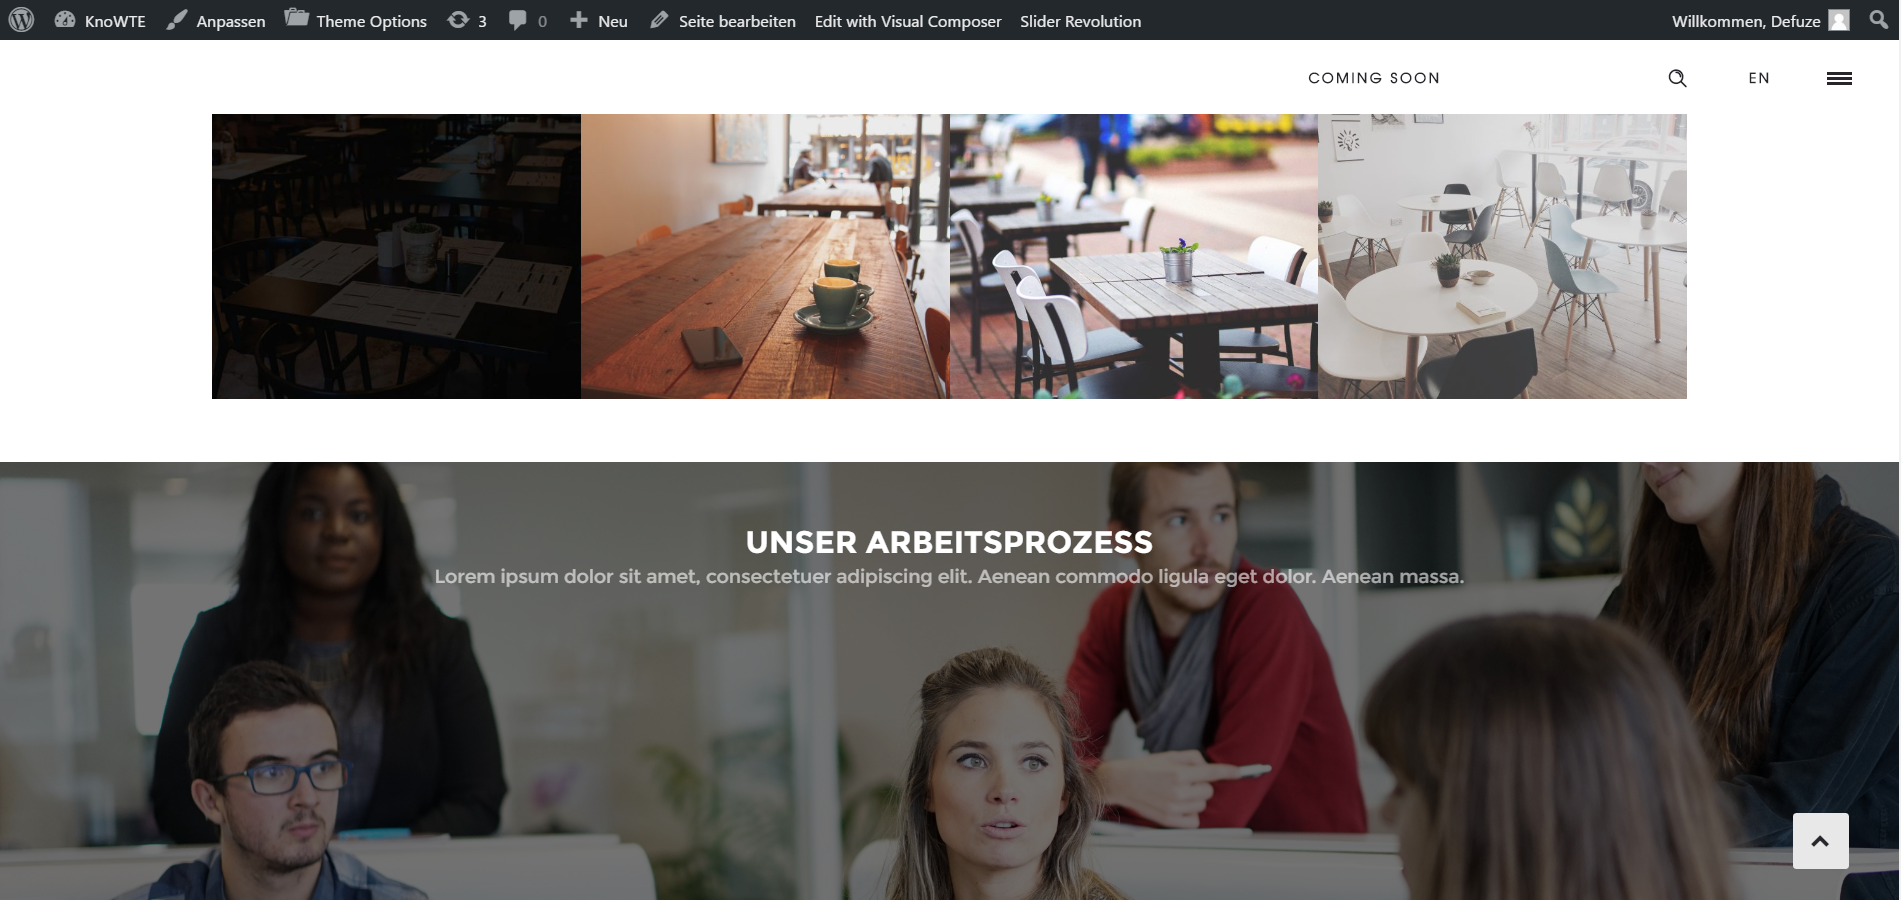 KnoWTE Anpassen Theme Options 3 0 Neu Seite bearbeiten Edit with Visual Composer Slider Revolution Willkommen, Defuze
COMING SOON EN
UNSER ARBEITSPROZESS
Lorem ipsum dolor sit amet, consectetuer adipiscing elit. Aenean commodo ligula eget dolor. Aenean massa.